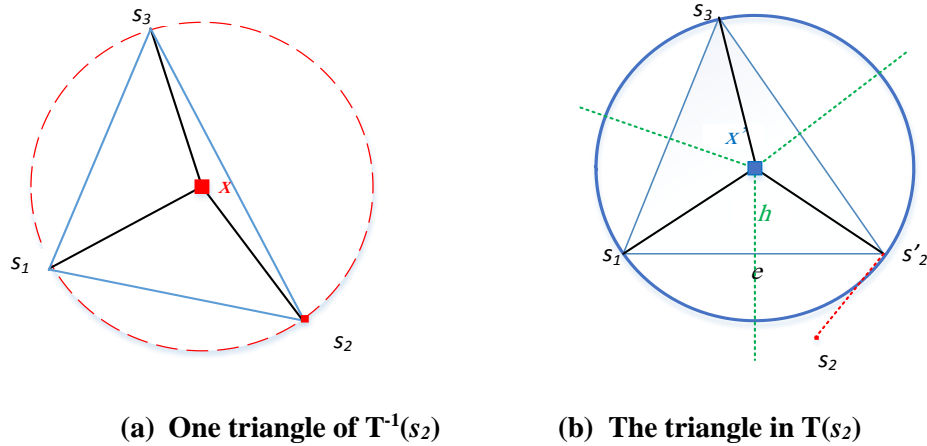 s3
x
s1
s2
s3
x'
h
s1
e
s'2
s2
(a) One triangle of T-1(s2)
(b) The triangle in T(s2)